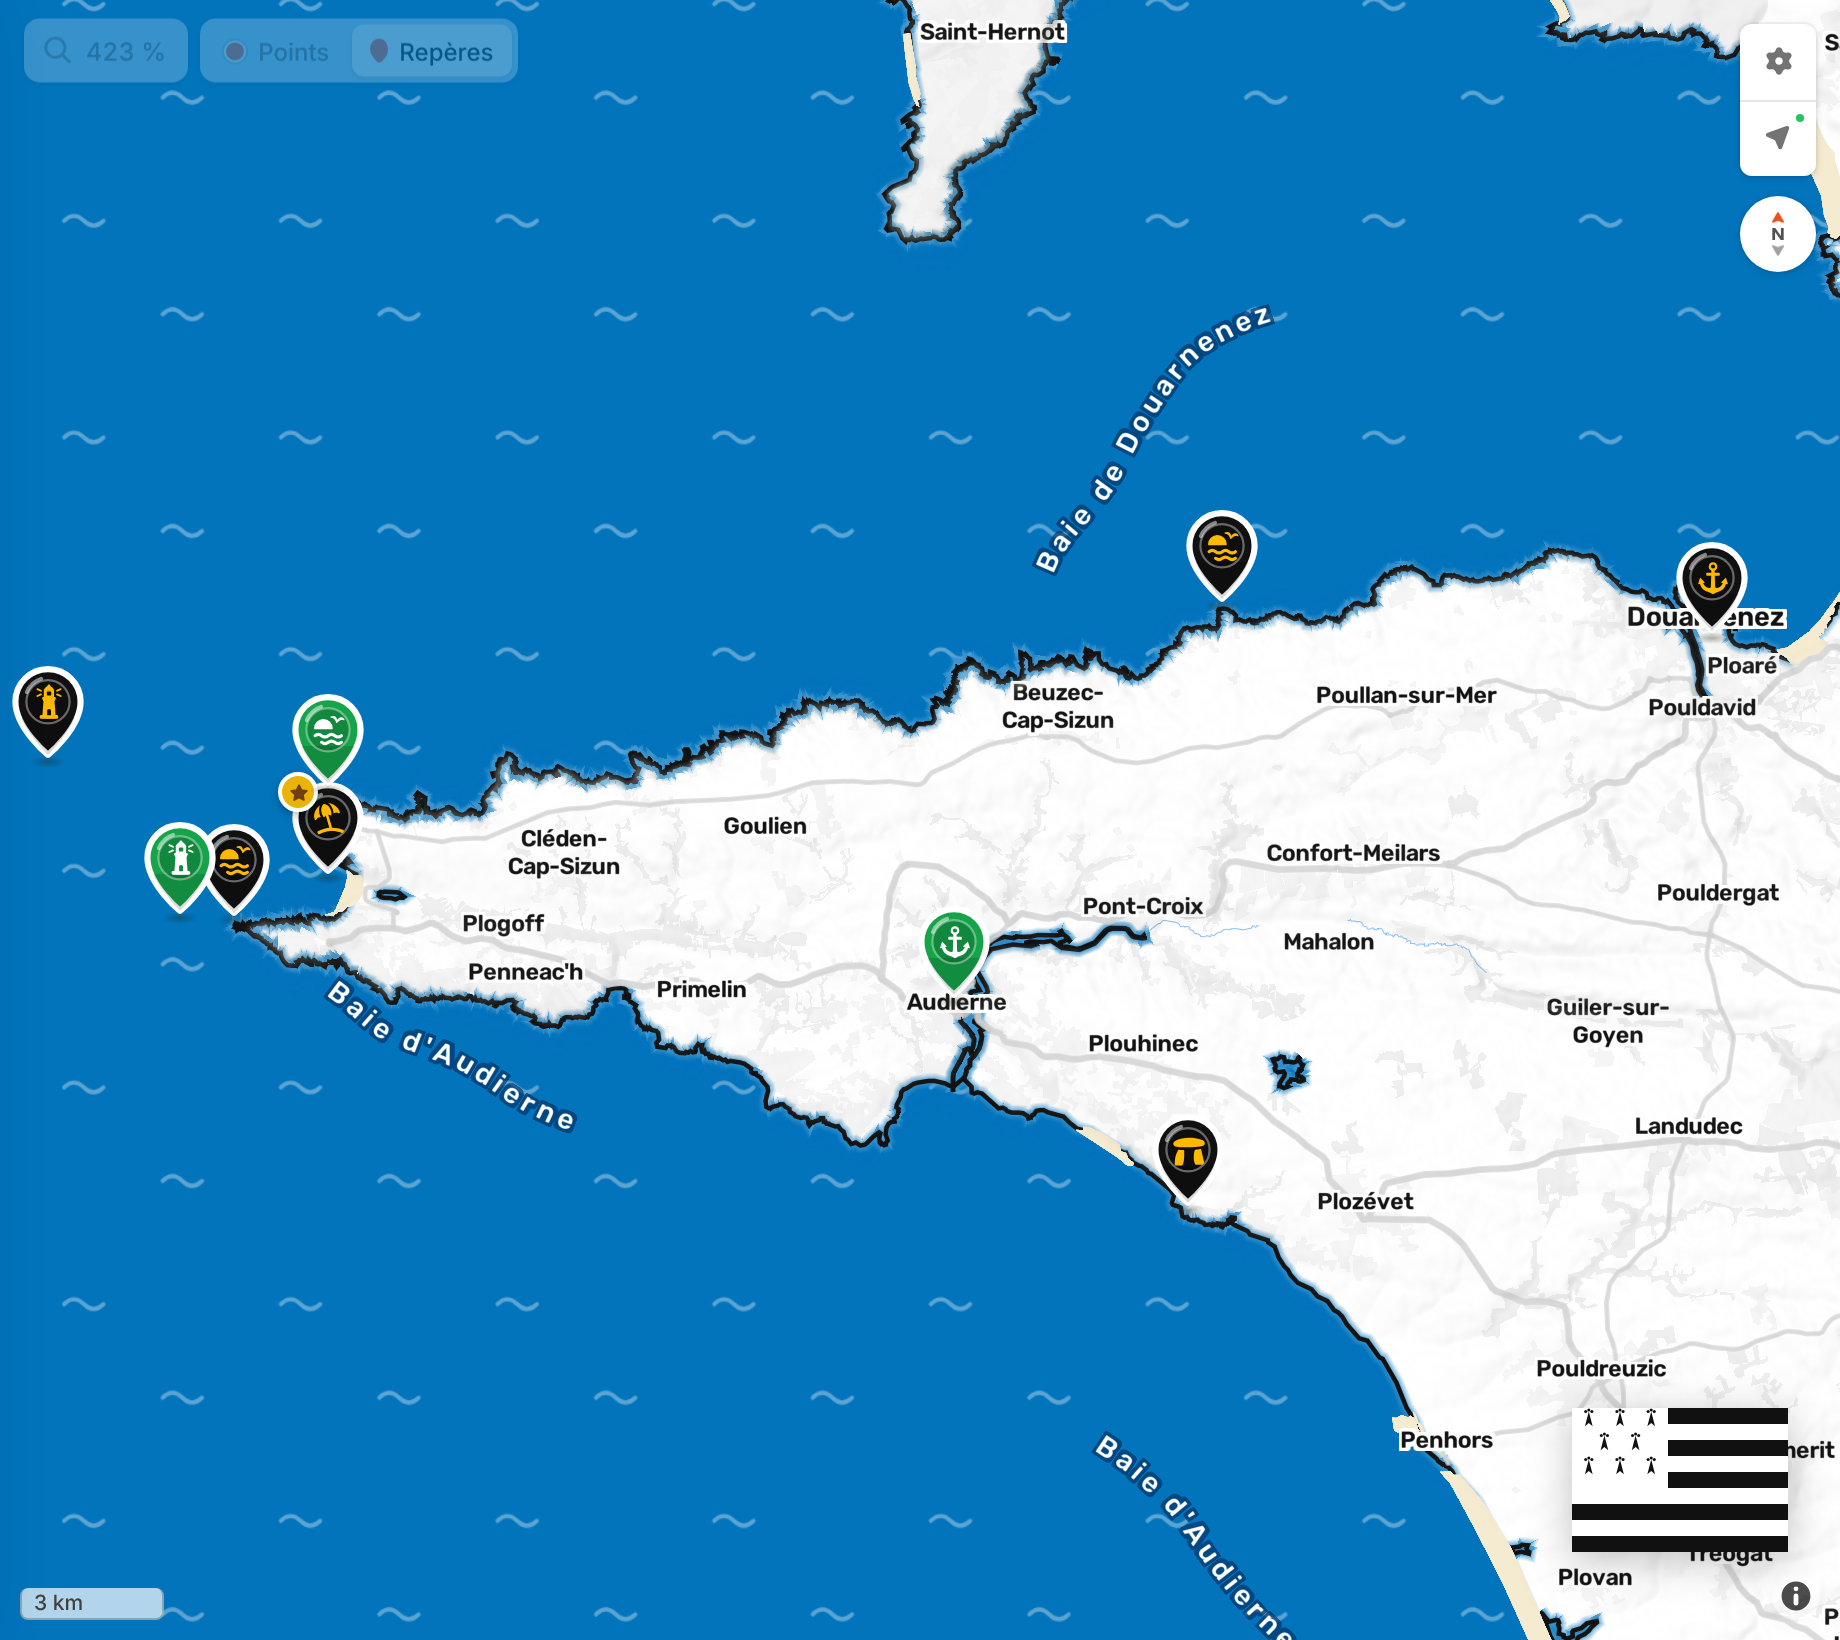 423 %
Points
Repères
Saint-Hernot
N
Baie de Douarnenez
Ploaré
Beuzec-
Cap-Sizun
Poullan-sur-Mer
Pouldavid
Goulien
Cléden-
Cap-Sizun
Confort-Meilars
Pouldergat
Pont-Croix
Plogoff
Mahalon
Penneac'h
Primelin
Audierne
Guiler-sur-
Goyen
Baie d'Audierne
Plouhinec
Landudec
Plozévet
Pouldreuzic
Penhors
Baie d'Audierne
Plovan
3 km